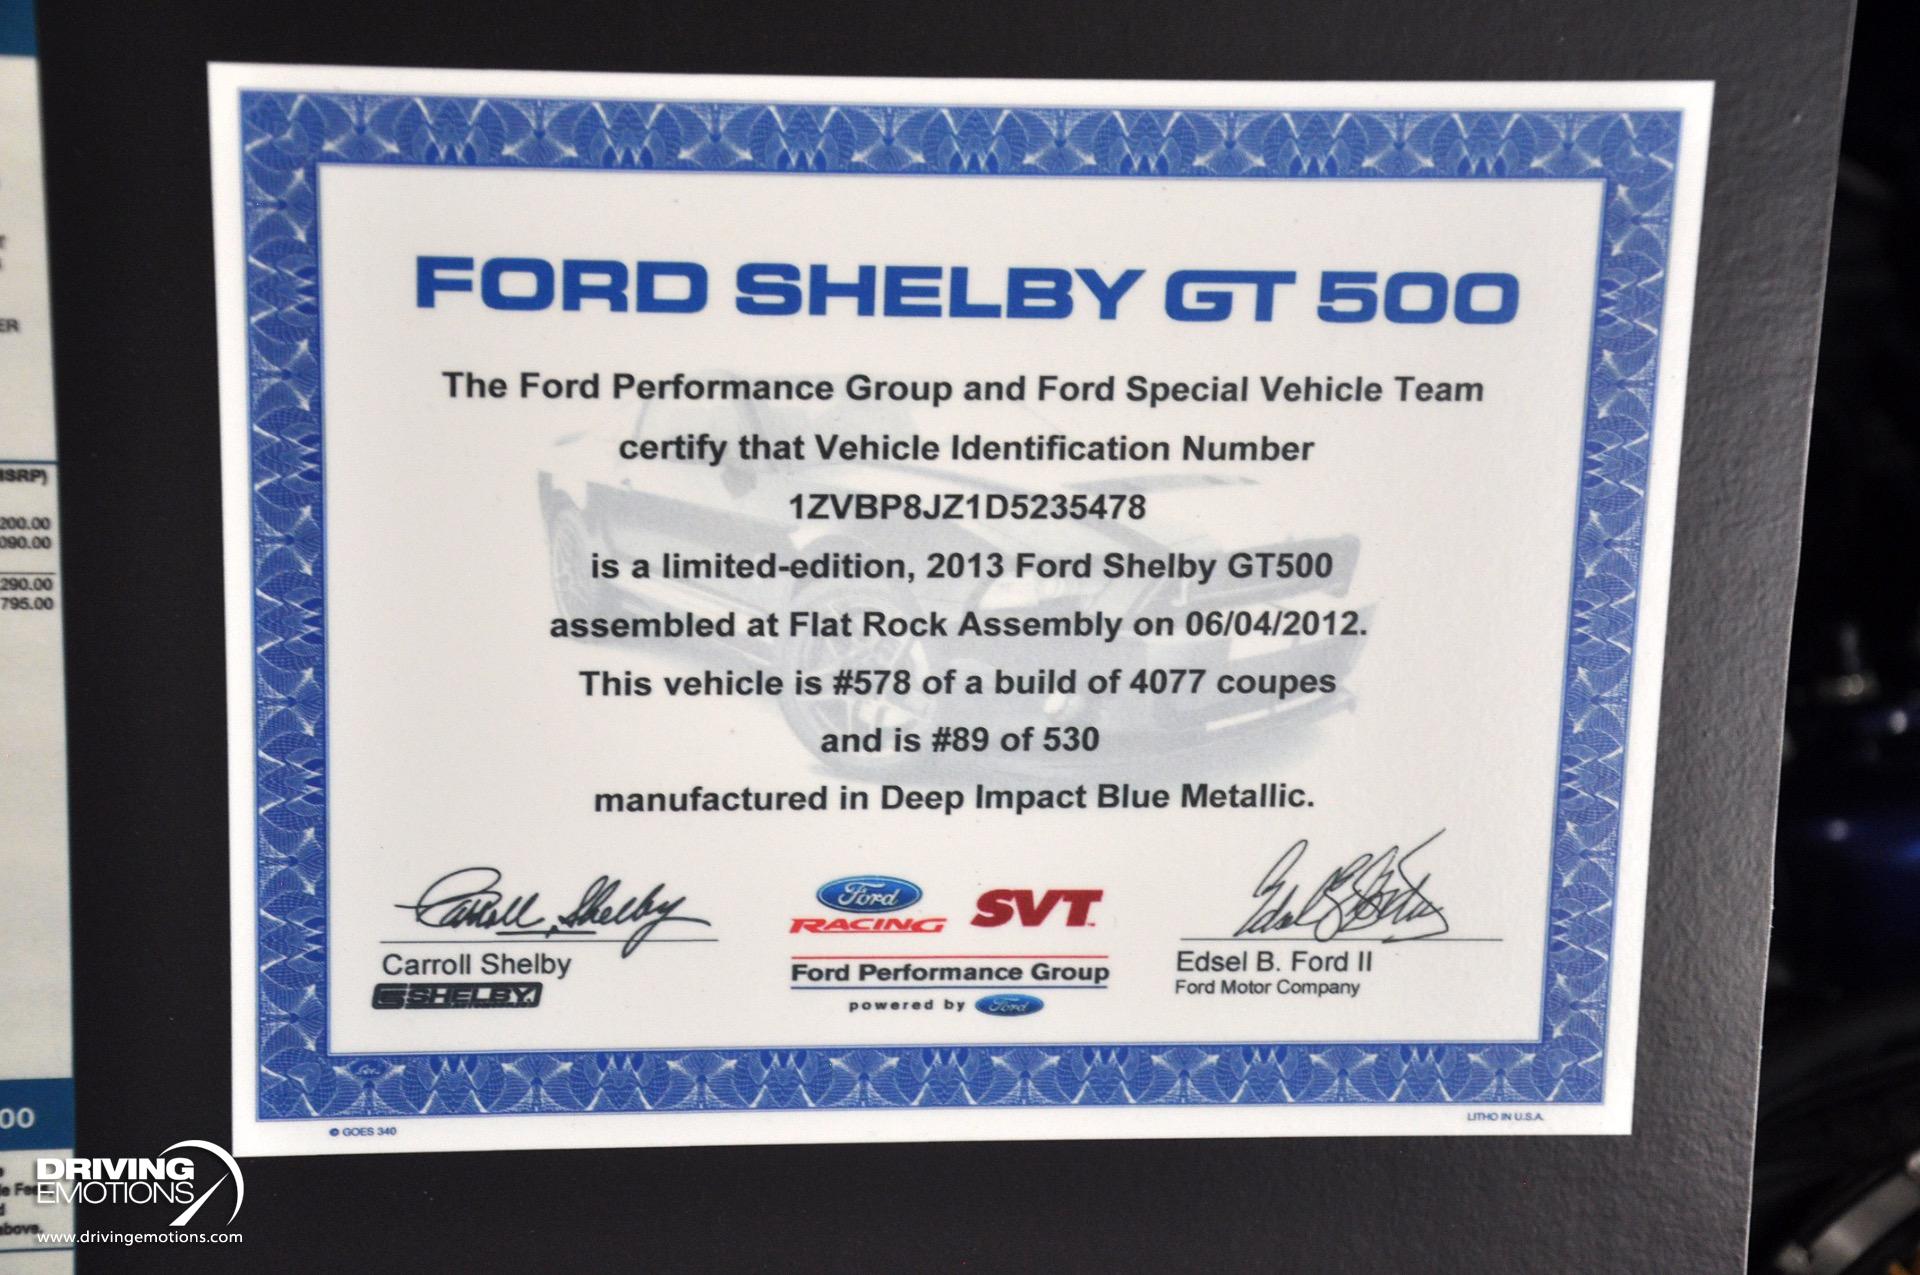 FORD SHELBY GT 500
The Ford Performance Group and Ford Special Vehicle Team
certify that Vehicle Identification Number
1ZVBP8JZ1D5235478
is a limited-edition, 2013 Ford Shelby GT500
assembled at Flat Rock Assembly on 06/04/2012.
This vehicle is #578 of a build of 4077 coupes
and is #89 of 530
manufactured in Deep Impact Blue Metallic.
Carroll Shelby
Carroll Shelby
SHELBY
Ford
RACING
SVT
Ford Performance Group
powered by Ford
Edsel B. Ford II
Ford Motor Company
© GOES 340
LITHO IN U.S.A.
ER
200.00
090.00
290.00
795.00
00
above.
DRIVING
EMOTIONS
www.drivingemotions.com